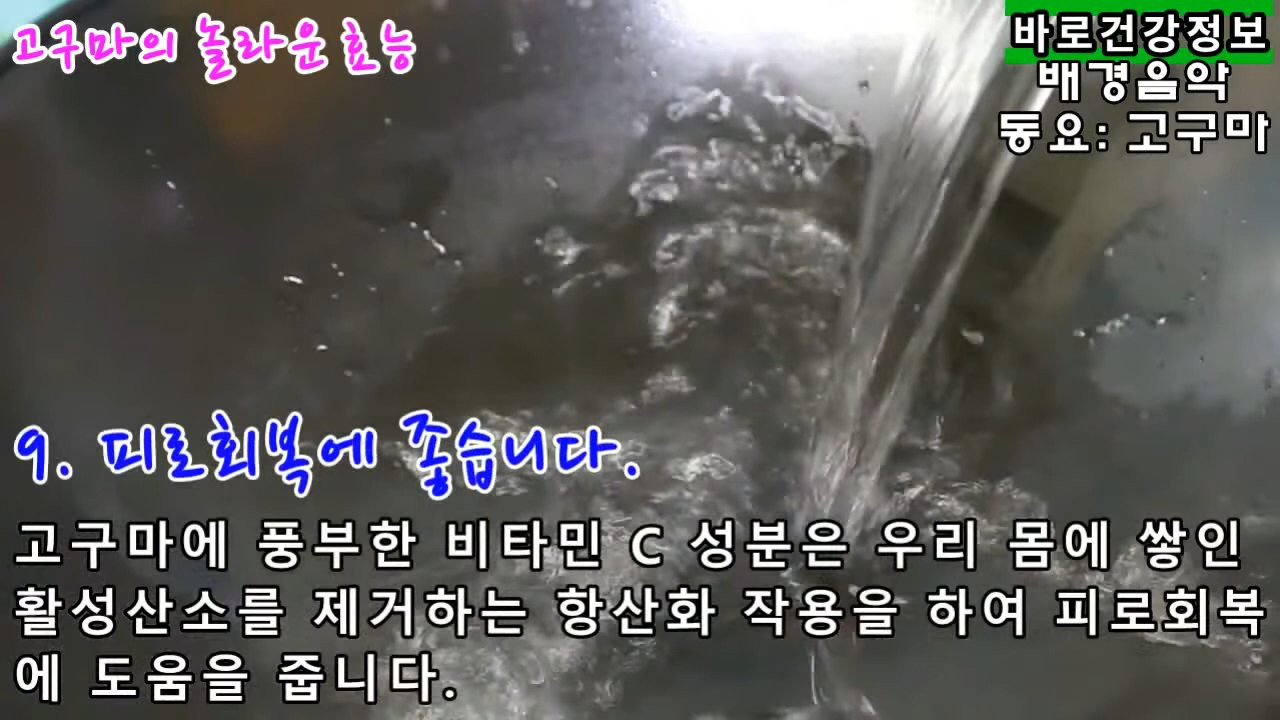 고구마의 놀라운 효능
바로건강정보
배경음악
동요: 고구마
9. 피로회복에 좋습니다.
고구마에 풍부한 비타민 C 성분은 우리 몸에 쌓인
활성산소를 제거하는 항산화 작용을 하여 피로회복
에 도움을 줍니다.